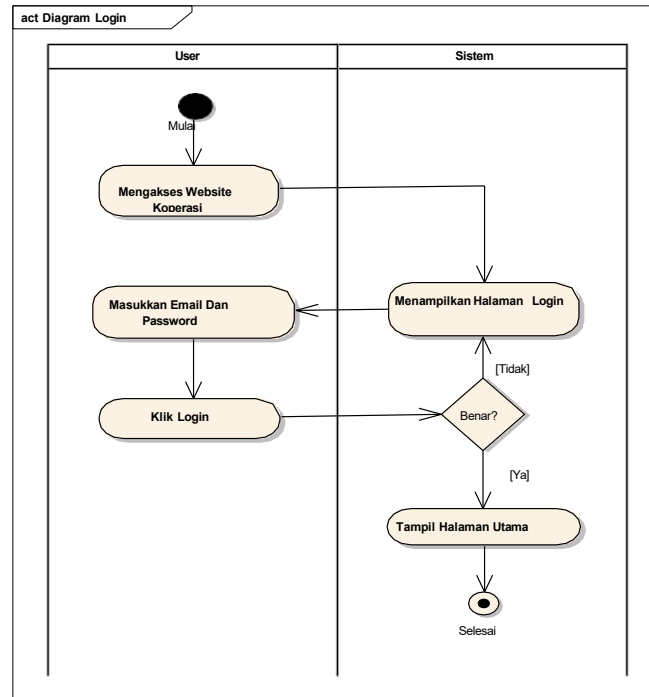 act Diagram Login
User
Sistem
Mulai
Mengakses Website
Koperasi
Menampilkan Halaman Login
Masukkan Email Dan
Password
[Tidak]
Klik Login
Benar?
[Ya]
Tampil Halaman Utama
Selesai